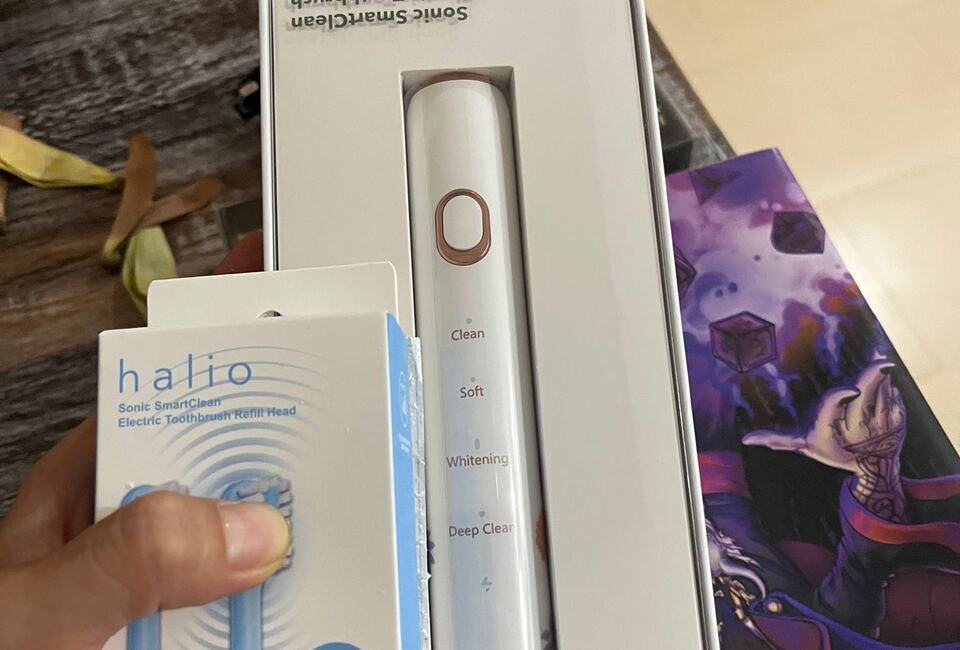 Sonic SmartClean
halio
Sonic SmartClean
Electric Toothbrush Refill Head
Clean
Soft
Whitening
Deep Clean